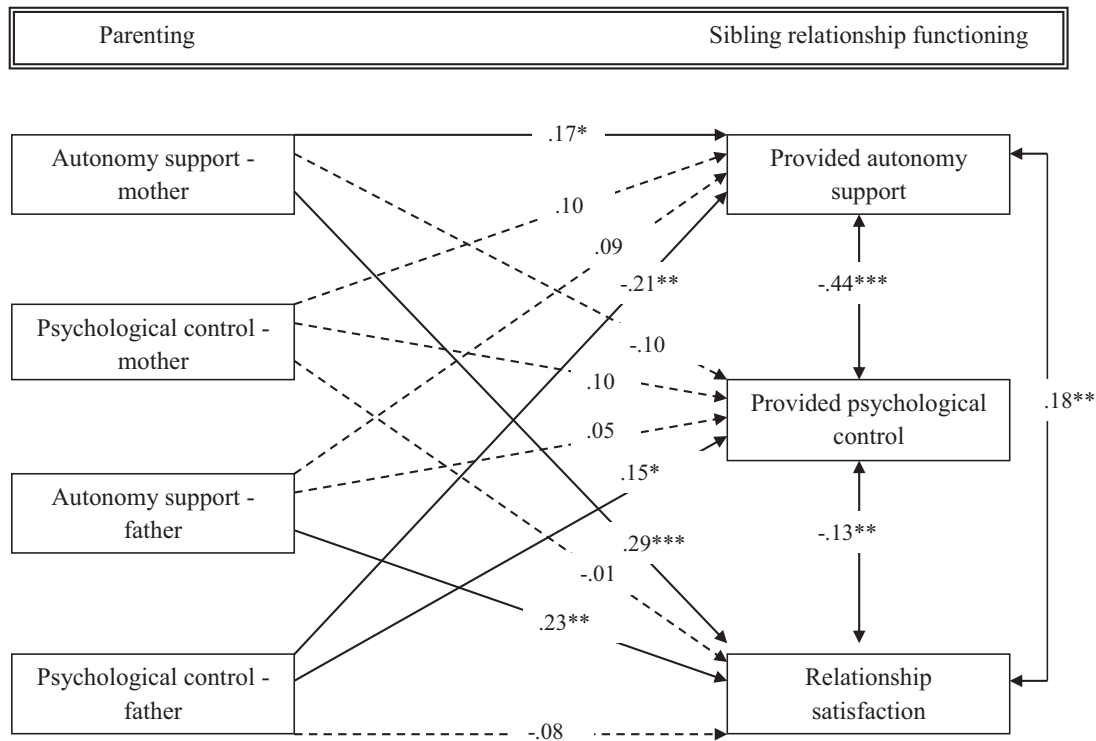 Parenting
Sibling relationship functioning
Autonomy support -
mother
.17*
Provided autonomy
support
.10
.09
-.21**
-.44***
Psychological control -
mother
-.10
.10
Provided psychological
control
.18**
.05
.15*
Autonomy support -
father
.29***
-.13**
-.01
.23**
Psychological control -
father
Relationship
satisfaction
-.08